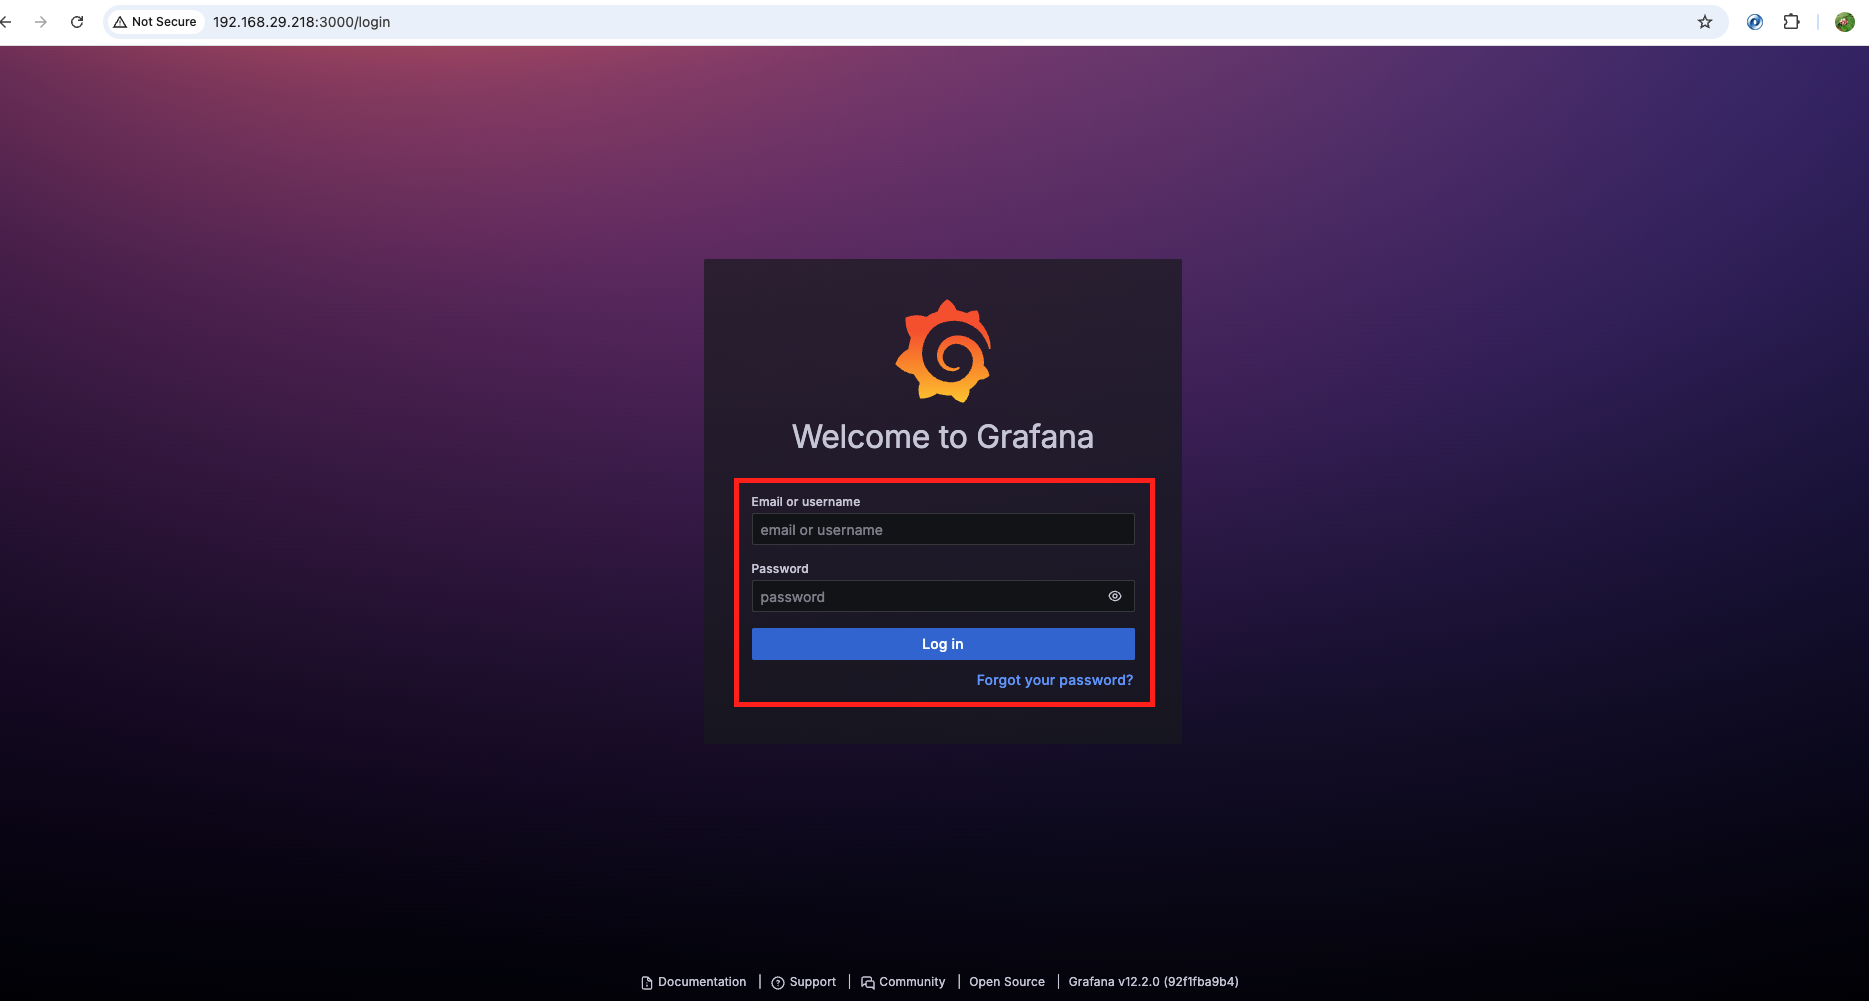 Not Secure 192.168.29.218:3000/login
Welcome to Grafana
Email or username
email or username
Password
password
Log in
Forgot your password?
Documentation | Support | Community | Open Source | Grafana v12.2.0 (92f1fba9b4)